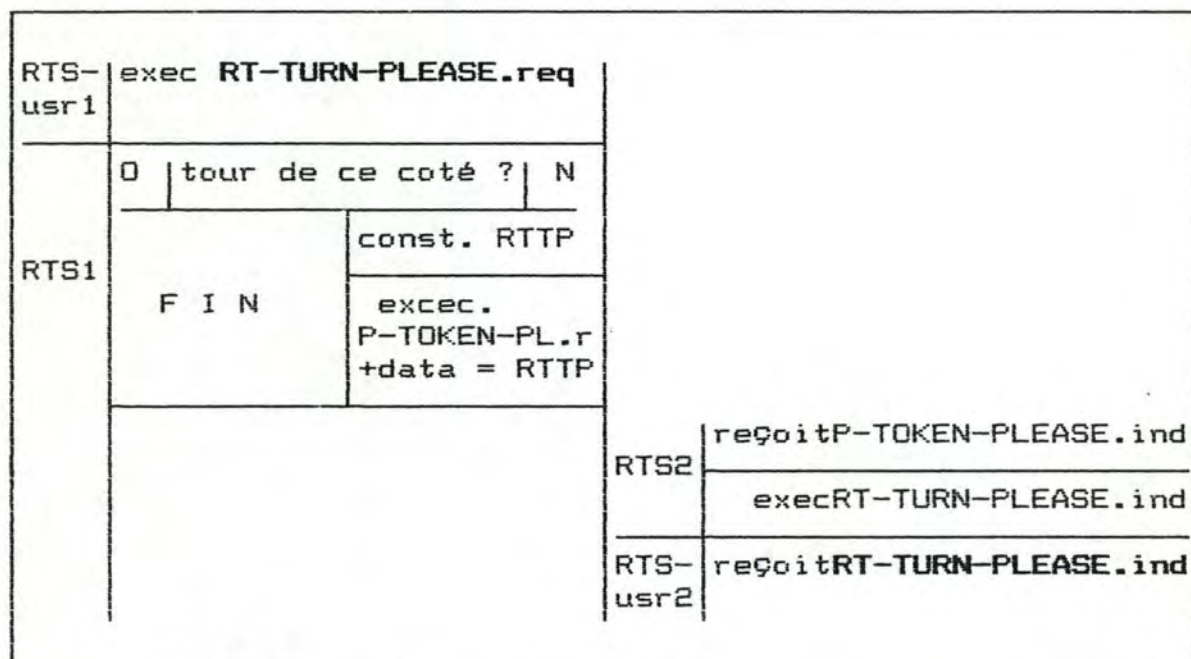 RTS- exec RT-TURN-PLEASE.req
usr1
O tour de ce coté ? N
const. RTTP
RTS1
F I N excec.
P-TOKEN-PL.r
+data = RTTP
reçoitP-TOKEN-PLEASE.ind
RTS2
execRT-TURN-PLEASE.ind
RTS- reçoitRT-TURN-PLEASE.ind
usr2